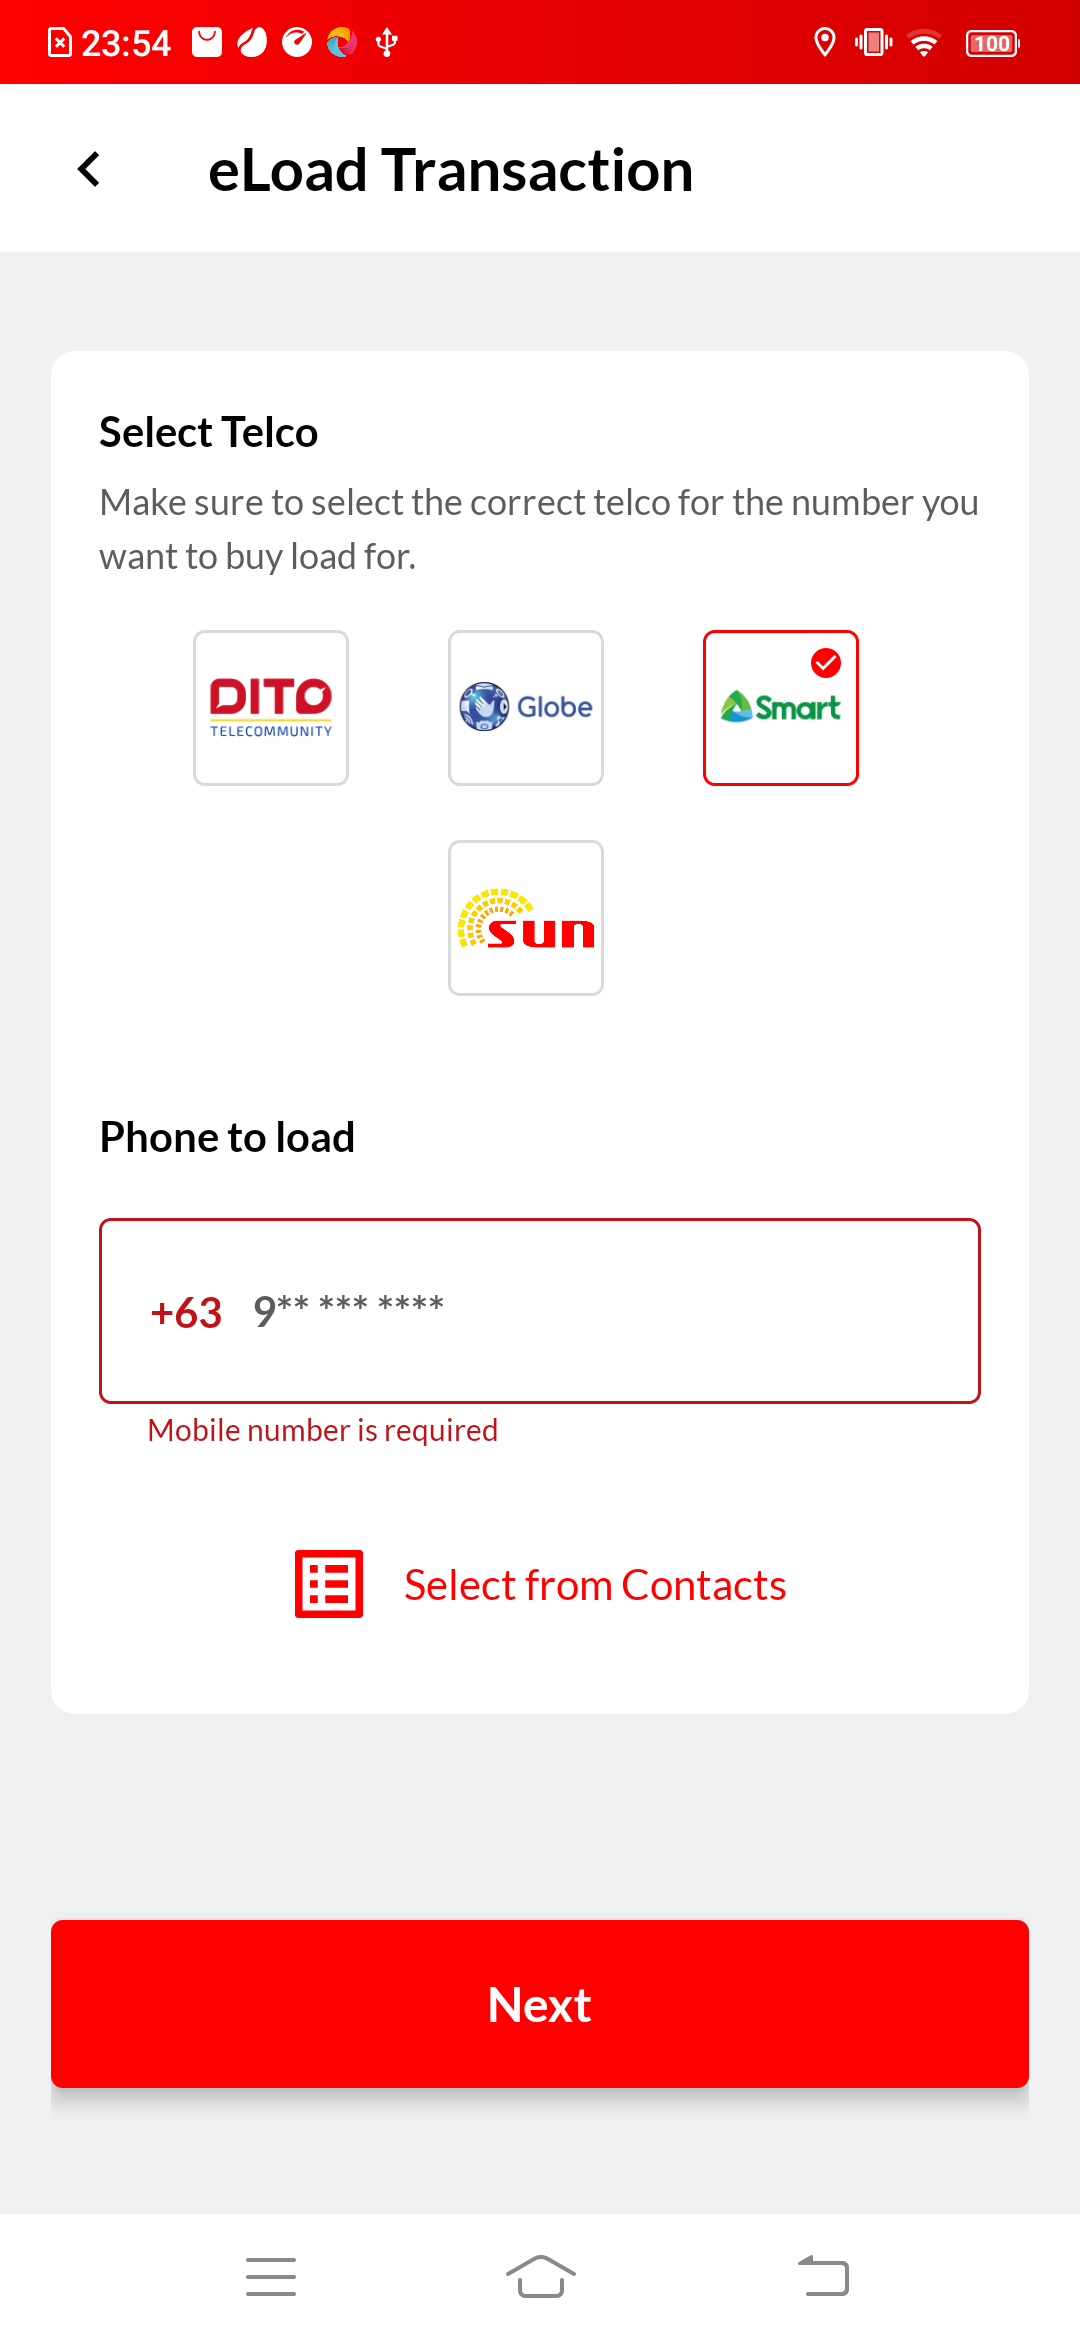 23:54
100
eLoad Transaction
Select Telco
Make sure to select the correct telco for the number you
want to buy load for.
DITO
TELECOMMUNITY
Globe
Smart
sun
Phone to load
+63 9** *** ****
Mobile number is required
Select from Contacts
Next